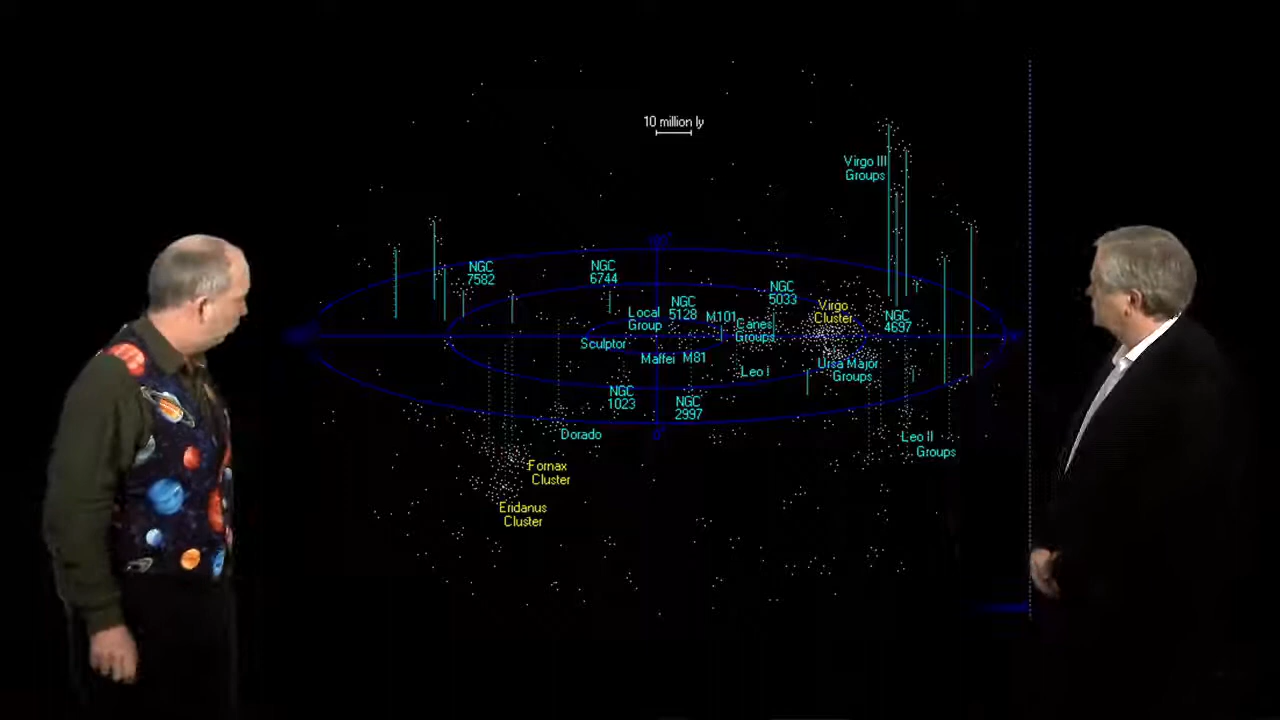 10 million ly
Virgo III
Groups
180°
NGC
7582
NGC
6744
NGC
5033
NGC
5128
Local
Group
M101
Virgo
Cluster
NGC
4697
Canes
Groups
Sculptor
Maffei
M81
Leo I
Ursa Major
Groups
NGC
1023
NGC
2997
0°
Dorado
Leo II
Groups
Fornax
Cluster
Eridanus
Cluster